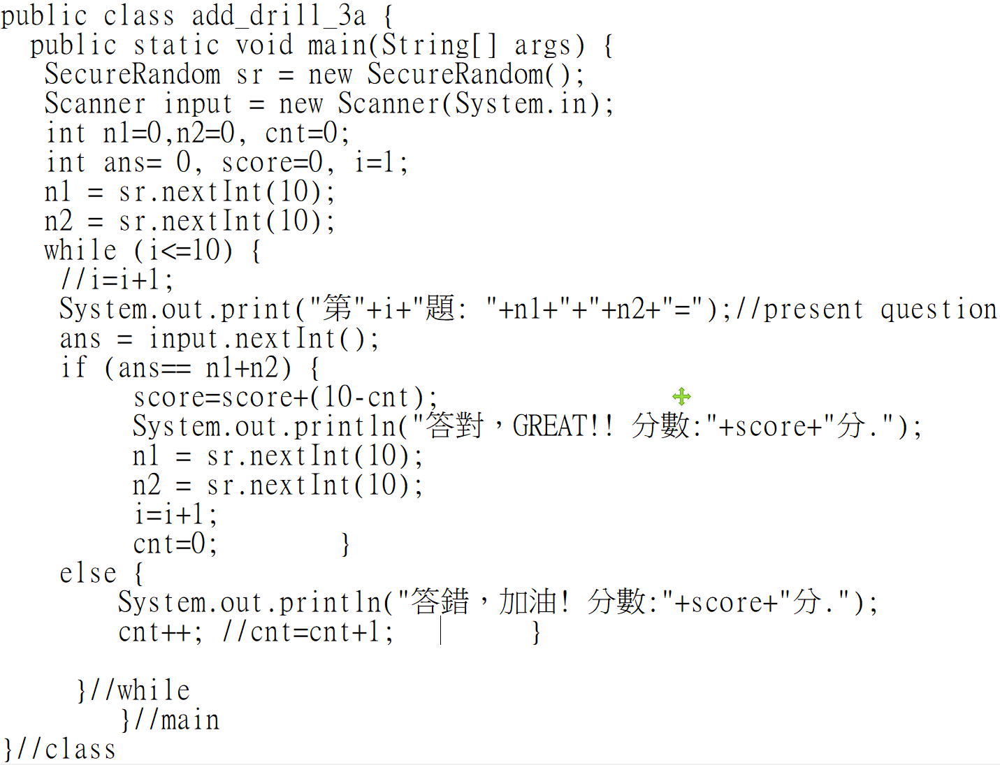 public class add_drill_3a {
public static void main(String[] args) {
SecureRandom sr = new SecureRandom();
Scanner input = new Scanner(System.in);
int n1=0,n2=0, cnt=0;
int ans= 0, score=0, i=1;
n1 = sr.nextInt(10);
n2 = sr.nextInt(10);
while (i<=10) {
//i=i+1;
System.out.print("第"+i+"題: "+n1+"+"+n2+"=");//present question
ans = input.nextInt();
if (ans== n1+n2) {
score=score+(10-cnt);
System.out.println("答對，GREAT!! 分數:"+score+"分.");
n1 = sr.nextInt(10);
n2 = sr.nextInt(10);
i=i+1;
cnt=0; }
else {
System.out.println("答錯，加油! 分數:"+score+"分.");
cnt++; //cnt=cnt+1; }
}//while
}//main
}//class